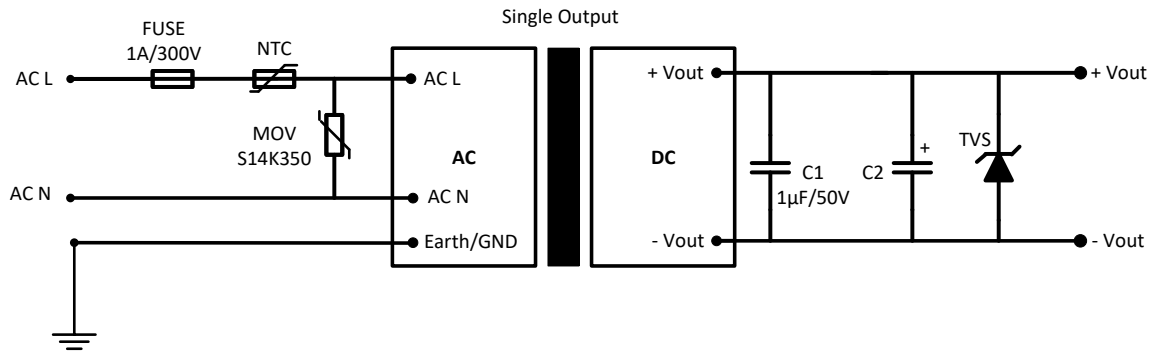 Single Output
FUSE
1A/300V
NTC
AC L
AC L
+ Vout
+ Vout
MOV
S14K350
AC
DC
C1
1µF/50V
C2
+
TVS
AC N
AC N
Earth/GND
- Vout
- Vout